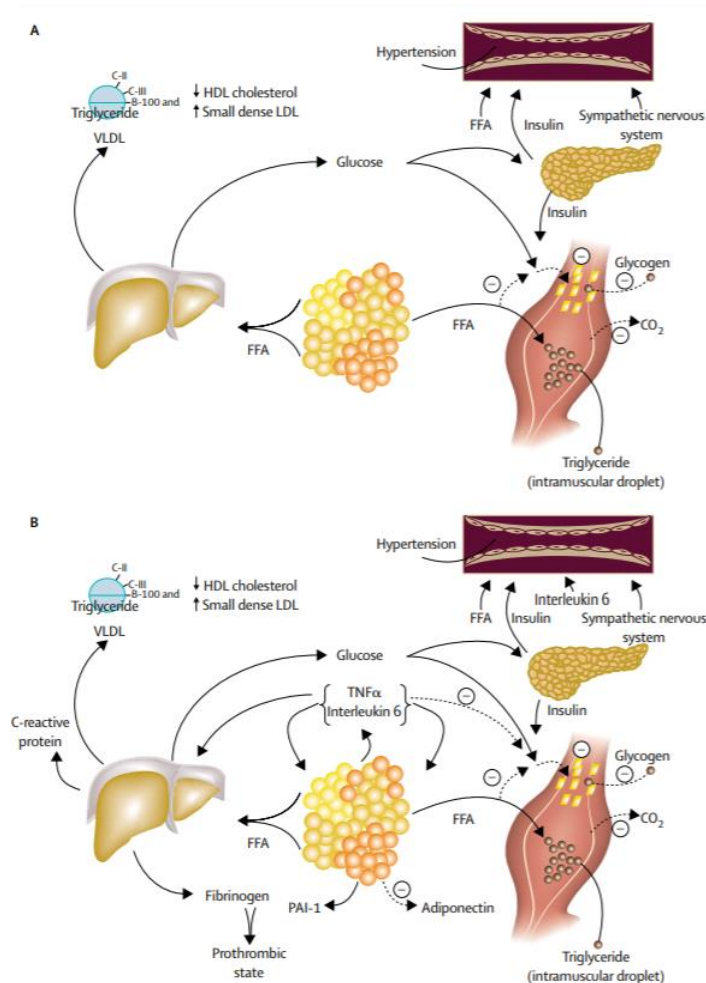 A
Hypertension
C-II
C-III
B-100 and
Triglyceride
VLDL
↓ HDL cholesterol
↑ Small dense LDL
FFA
Insulin
Sympathetic nervous
system
Glucose
Insulin
−
−
Glycogen
−
FFA
FFA
−
CO₂
Triglyceride
(intramuscular droplet)
B
Hypertension
C-II
C-III
B-100 and
Triglyceride
VLDL
↓ HDL cholesterol
↑ Small dense LDL
FFA
Insulin
Interleukin 6
Sympathetic nervous
system
Glucose
TNFα
Interleukin 6
−
Insulin
C-reactive
protein
−
−
Glycogen
−
FFA
FFA
−
CO₂
Fibrinogen
PAI-1
−
Adiponectin
Prothrombic
state
Triglyceride
(intramuscular droplet)